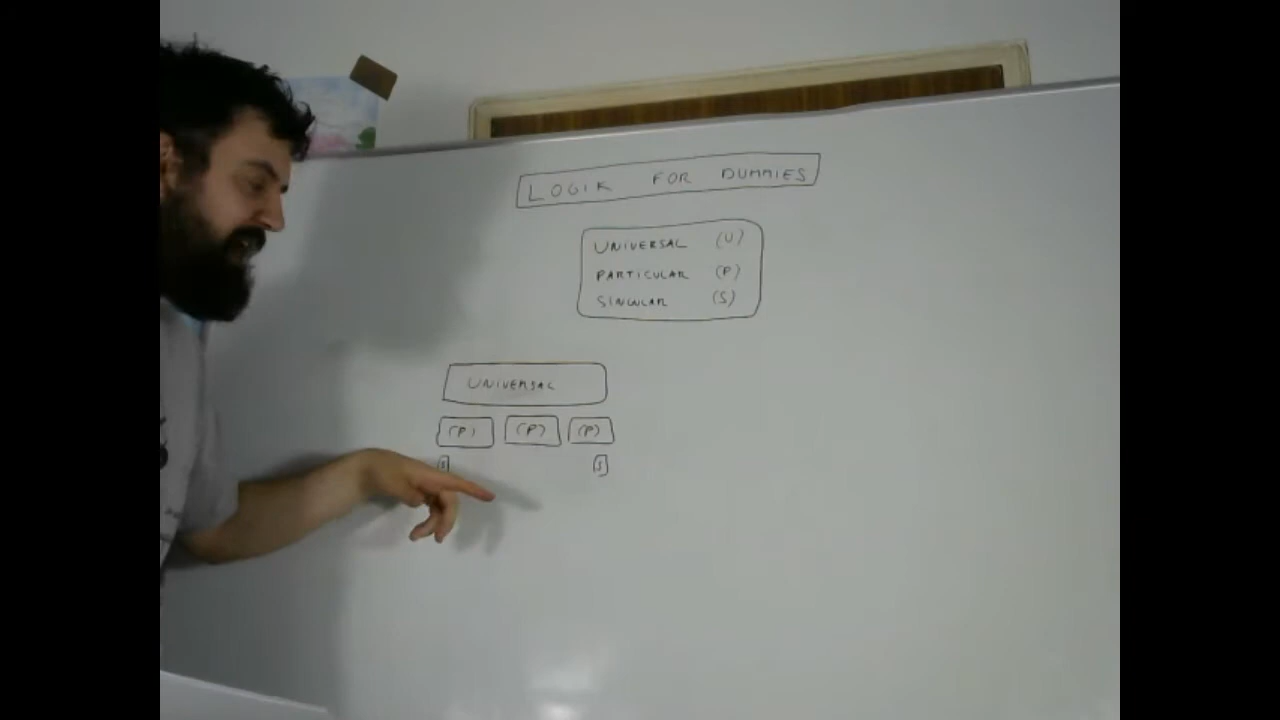 LOGIK FOR DUMMIES
UNIVERSAL (U)
PARTICULAR (P)
SINGULAR (S)
UNIVERSAL
(P) (P) (P)
S S